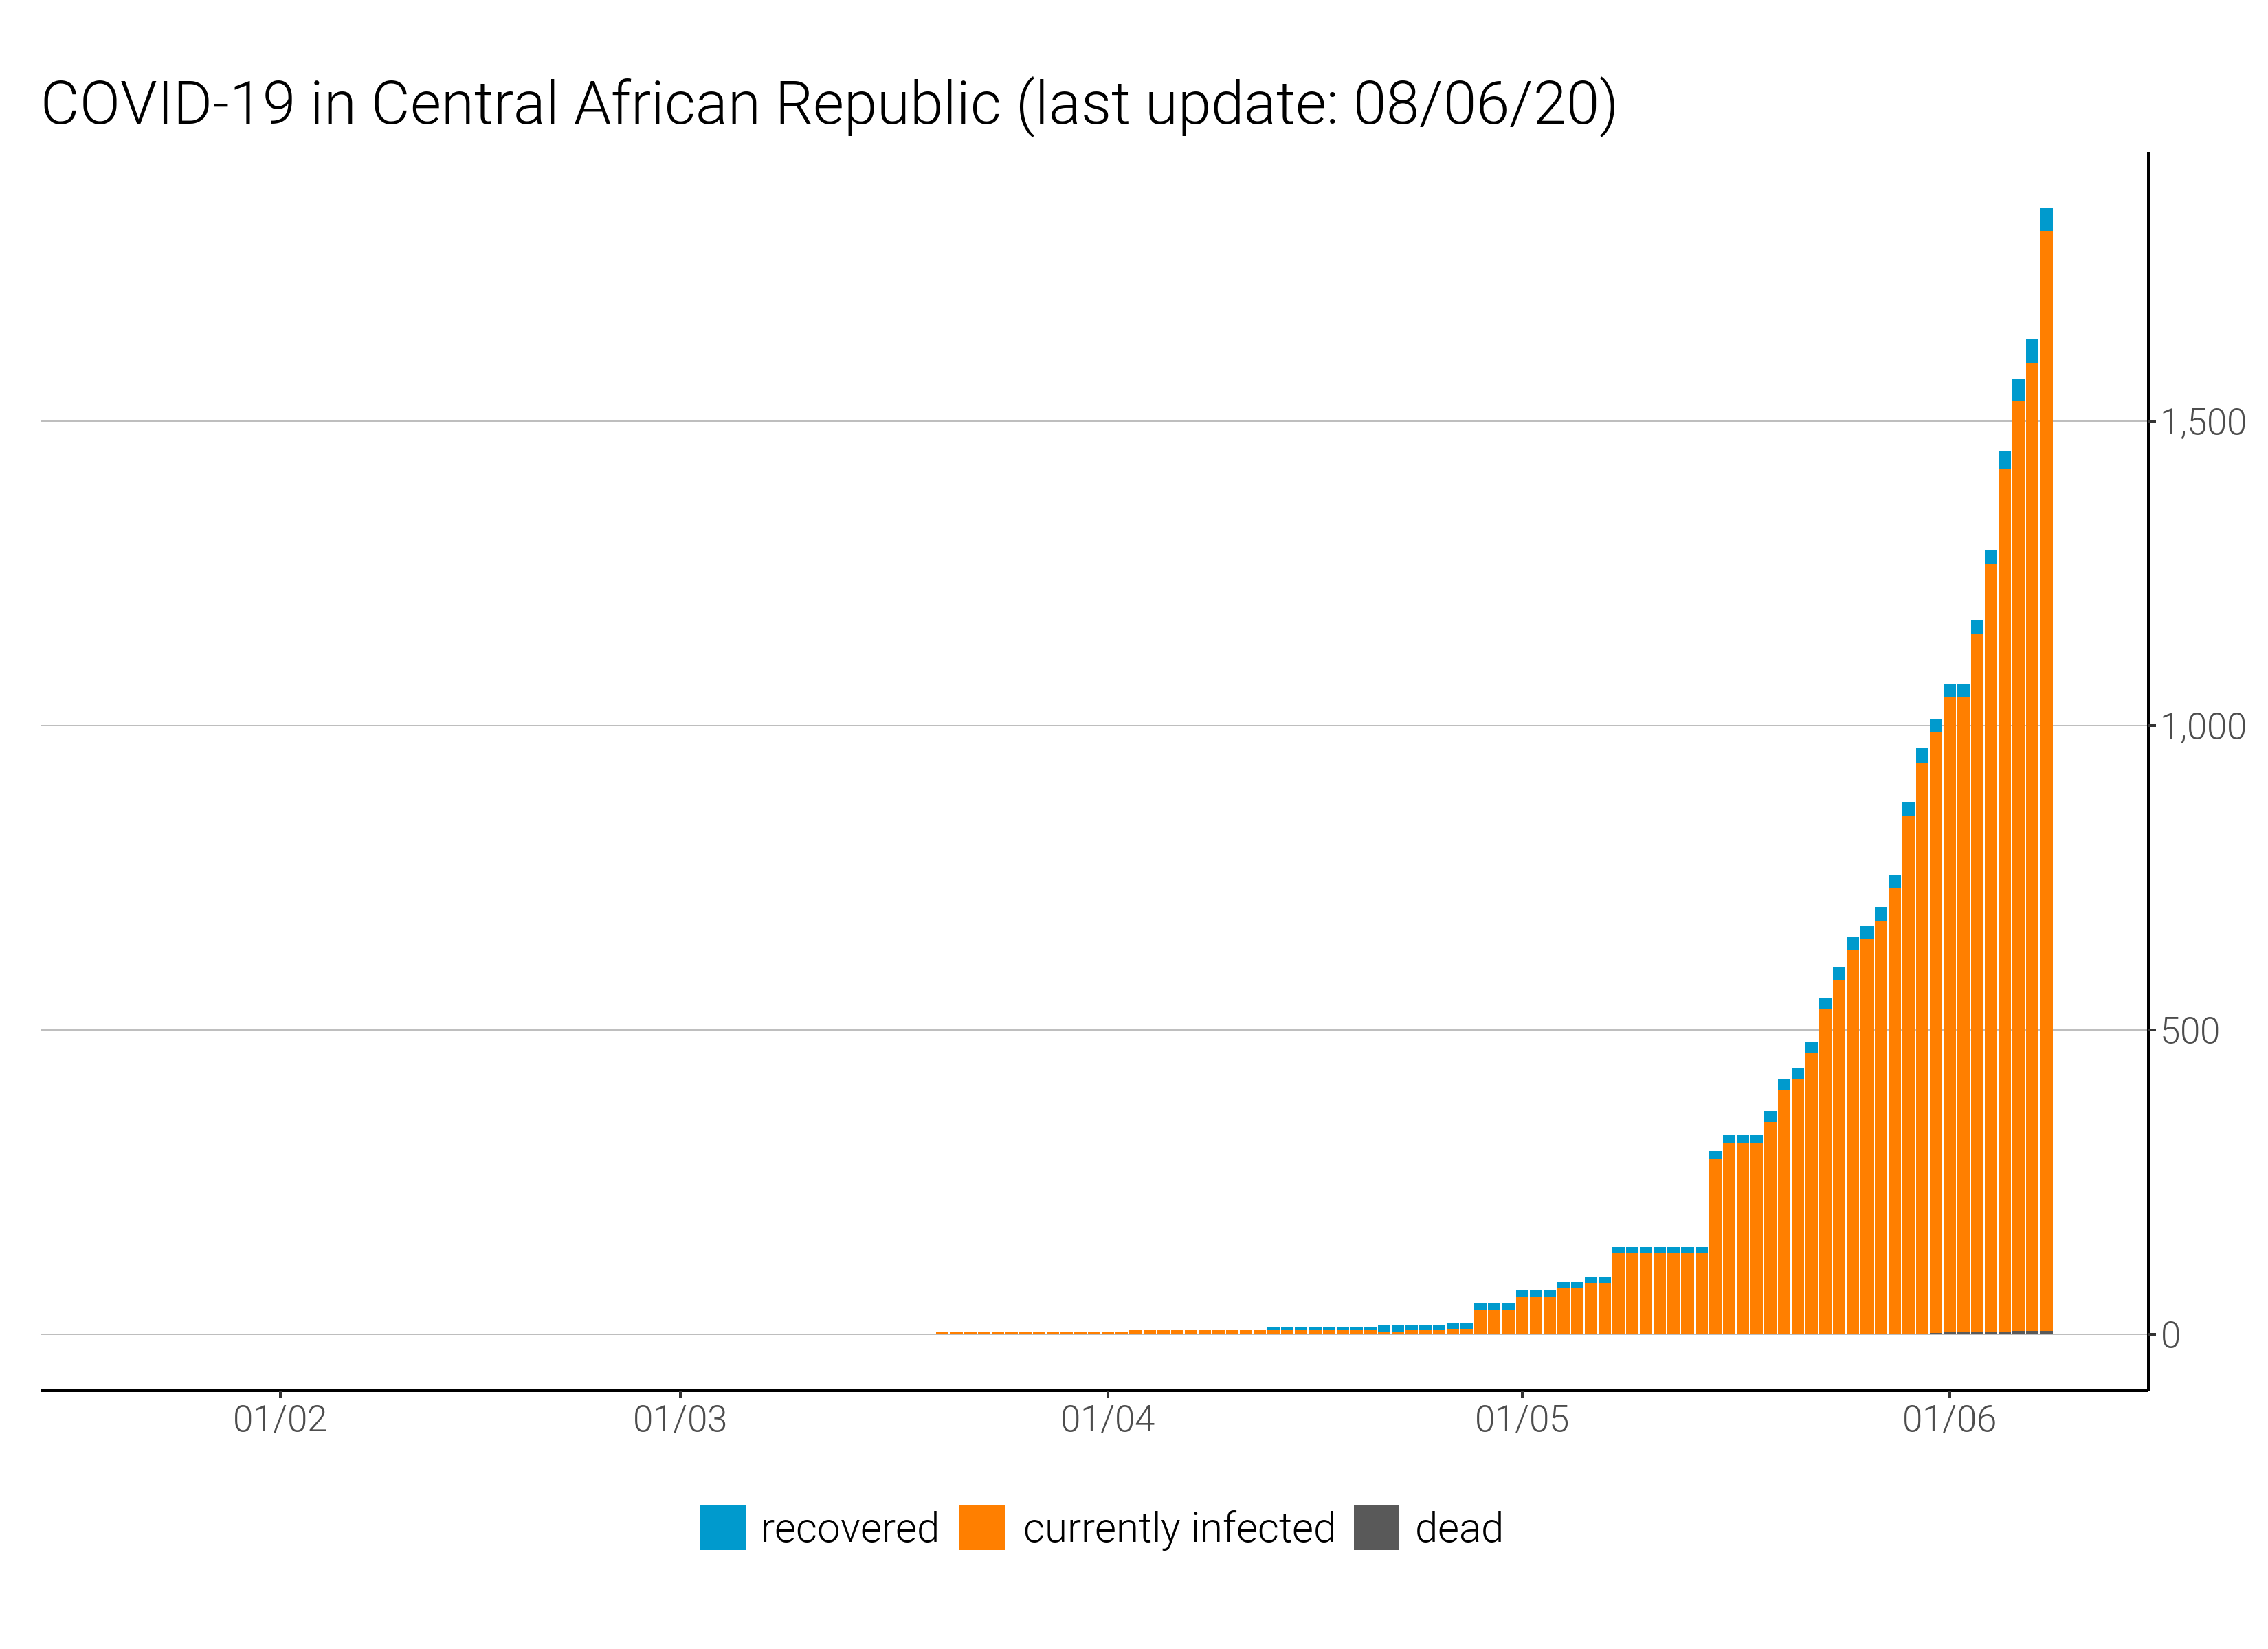 COVID-19 in Central African Republic (last update: 08/06/20)
1,500
1,000
500
0
01/02 01/03 01/04 01/05 01/06
recovered currently infected dead